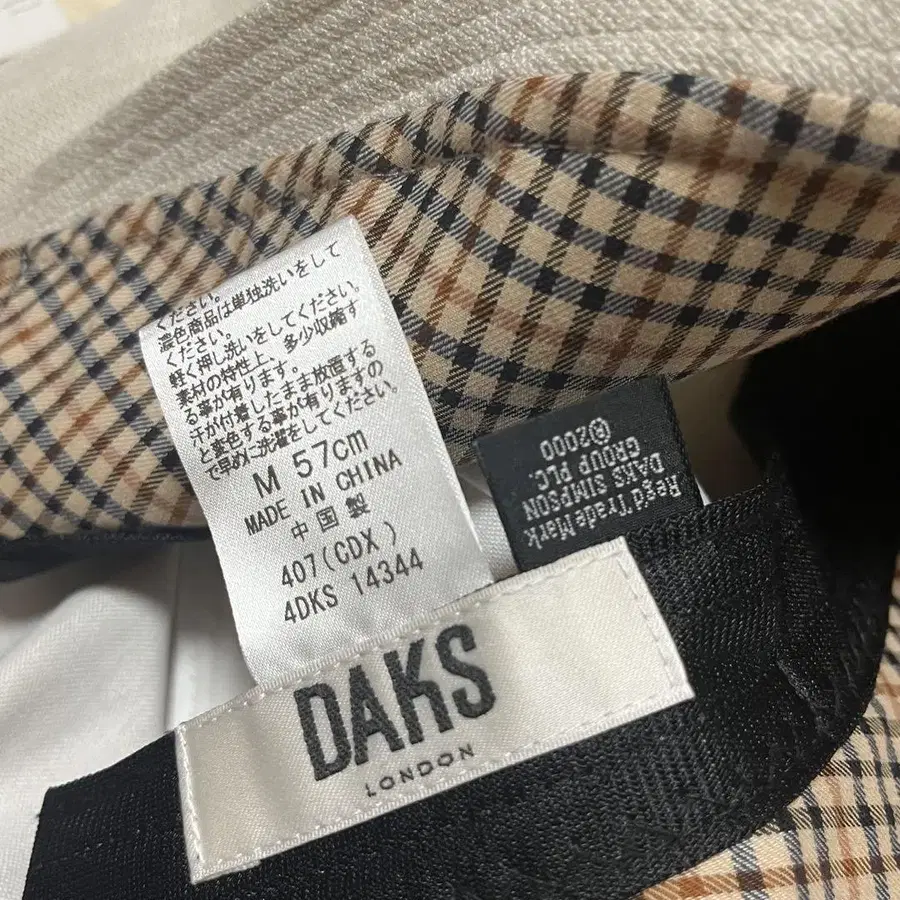 ください。
濃色商品は単独洗いをして
ください。
軽く押し洗いをしてください。
素材の特性上、多少収縮す
る事が有ります。
汗が付着したまま放置する
と変色する事が有りますの
で早めに洗濯をしてください。
M 57cm
MADE IN CHINA
中国製
407(CDX)
4DKS 14344
Regd Trade Mark
DAKS SIMPSON
GROUP PLC.
©2000
DAKS
LONDON